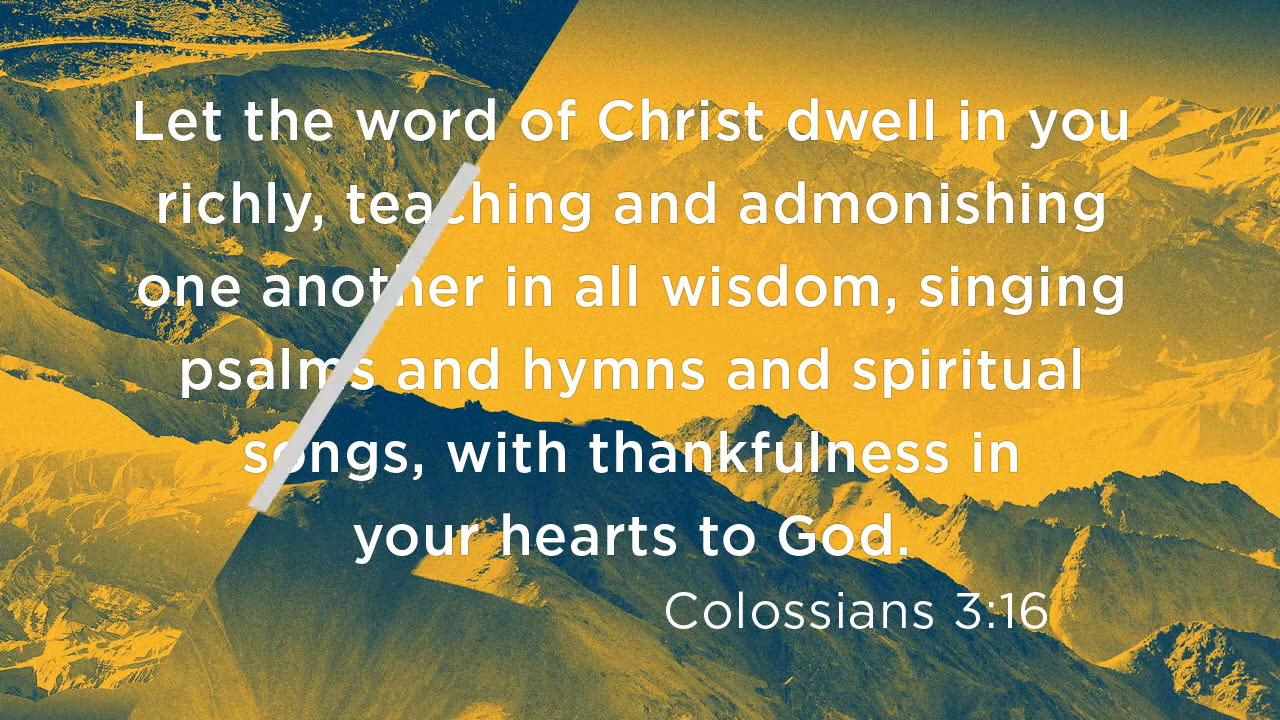 Let the word of Christ dwell in you
richly, teaching and admonishing
one another in all wisdom, singing
psalms and hymns and spiritual
songs, with thankfulness in
your hearts to God.
Colossians 3:16